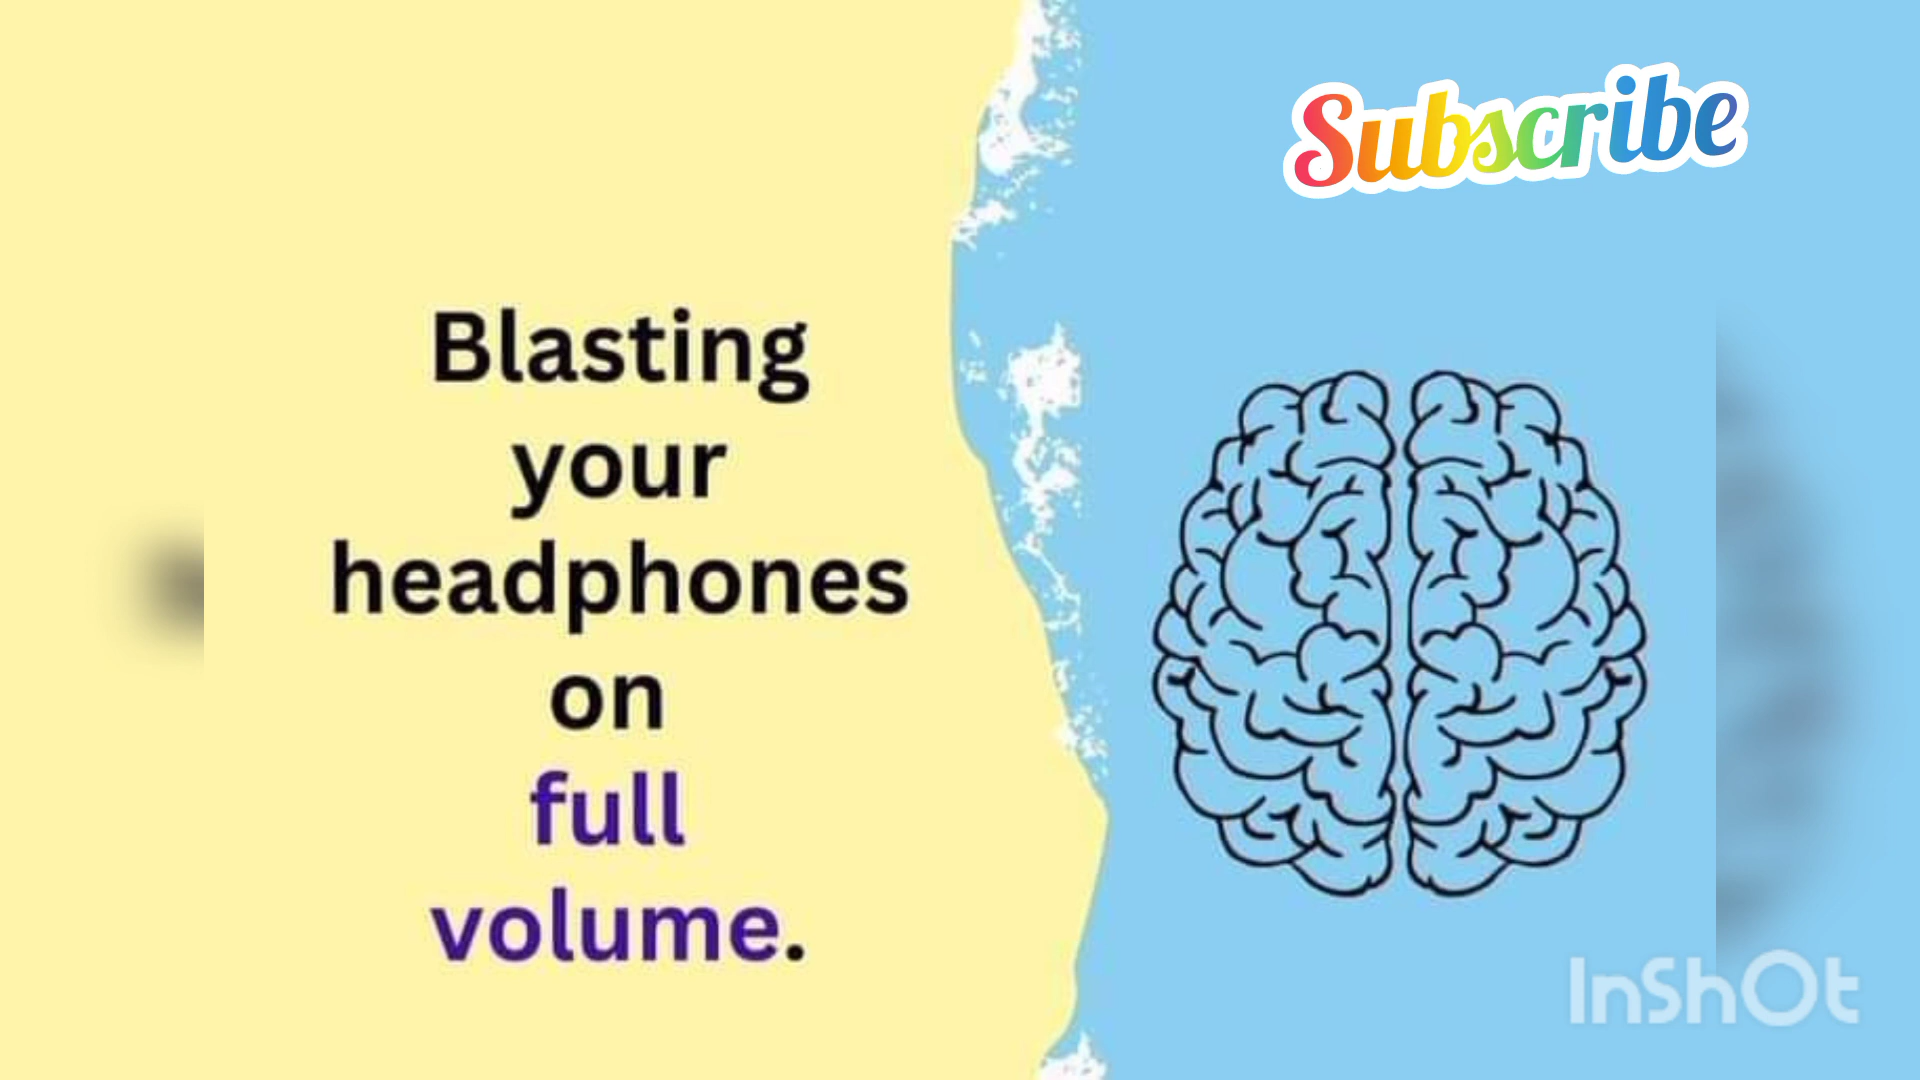 Subscribe
Blasting
your
headphones
on
full
volume.
InShOt